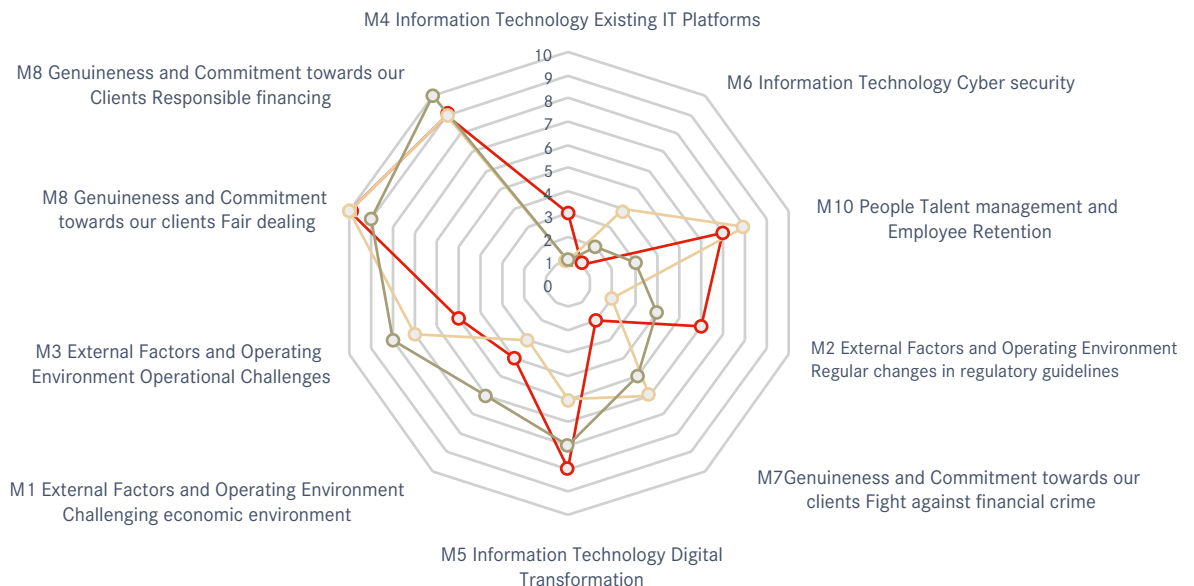 M4 Information Technology Existing IT Platforms
M8 Genuineness and Commitment towards our
Clients Responsible financing
M6 Information Technology Cyber security
M8 Genuineness and Commitment
towards our clients Fair dealing
M10 People Talent management and
Employee Retention
M3 External Factors and Operating
Environment Operational Challenges
M2 External Factors and Operating Environment
Regular changes in regulatory guidelines
M1 External Factors and Operating Environment
Challenging economic environment
M7Genuineness and Commitment towards our
clients Fight against financial crime
M5 Information Technology Digital
Transformation
10
9
8
7
6
5
4
3
2
1
0